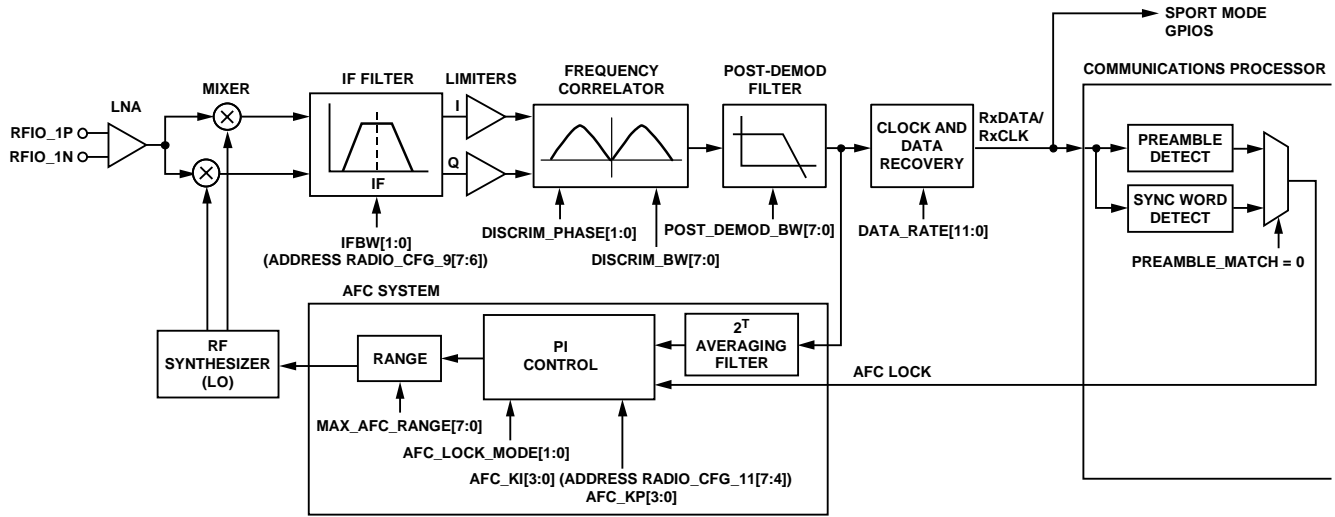 SPORT MODE
GPIOS
COMMUNICATIONS PROCESSOR
LNA
MIXER
IF FILTER
LIMITERS
FREQUENCY
CORRELATOR
POST-DEMOD
FILTER
RFIO_1P
RFIO_1N
I
Q
IF
CLOCK AND
DATA
RECOVERY
RxDATA/
RxCLK
PREAMBLE
DETECT
SYNC WORD
DETECT
IFBW[1:0]
(ADDRESS RADIO_CFG_9[7:6])
DISCRIM_PHASE[1:0]
DISCRIM_BW[7:0]
POST_DEMOD_BW[7:0]
DATA_RATE[11:0]
PREAMBLE_MATCH = 0
AFC SYSTEM
RF
SYNTHESIZER
(LO)
RANGE
PI
CONTROL
2T
AVERAGING
FILTER
AFC LOCK
MAX_AFC_RANGE[7:0]
AFC_LOCK_MODE[1:0]
AFC_KI[3:0] (ADDRESS RADIO_CFG_11[7:4])
AFC_KP[3:0]